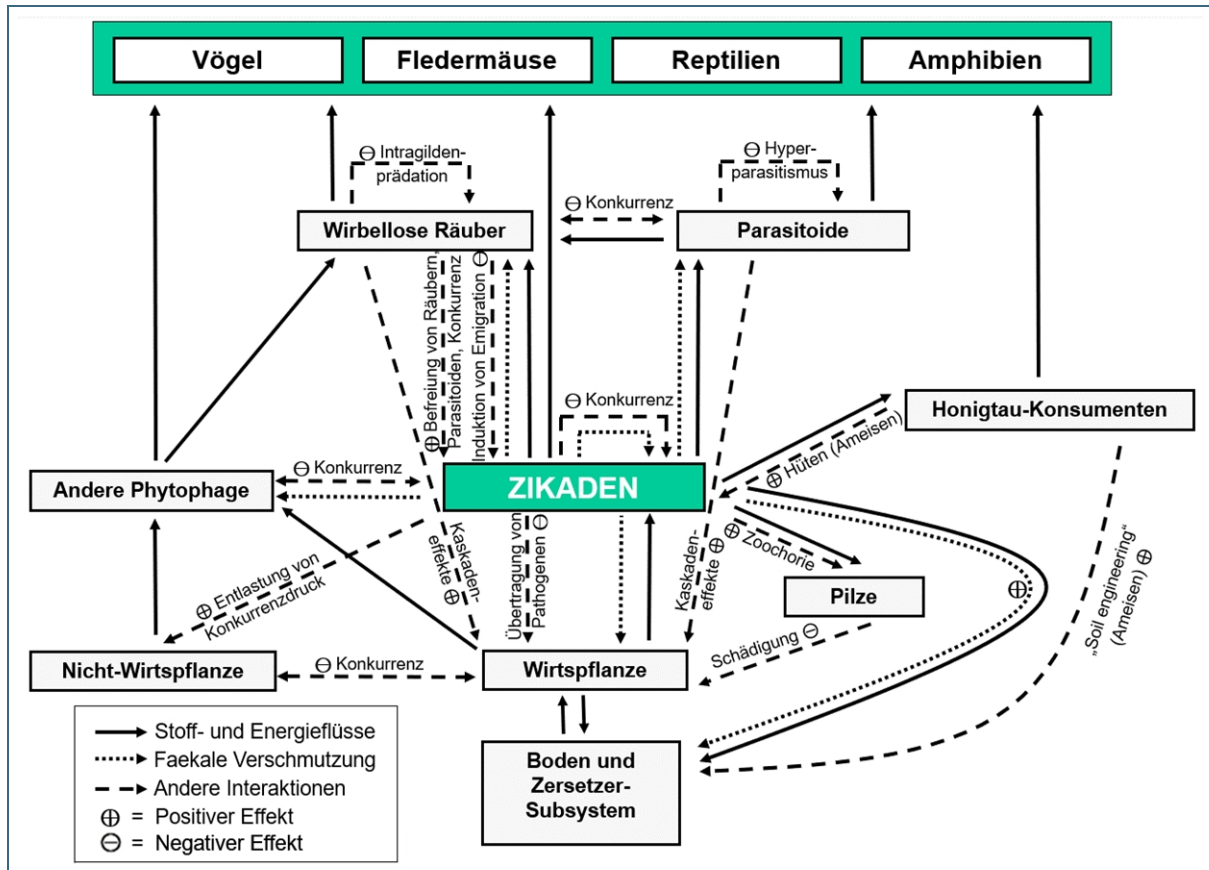 Vögel
Fledermäuse
Reptilien
Amphibien
⊖ Intragilden-
prädation
⊖ Hyper-
parasitismus
Wirbellose Räuber
⊖ Konkurrenz
Parasitoide
⊕ Befreiung von Räubern,
Parasitoiden, Konkurrenz
Induktion von Emigration ⊖
⊖ Konkurrenz
Honigtau-Konsumenten
⊕ Hüten (Ameisen)
Andere Phytophage
⊖ Konkurrenz
ZIKADEN
Kaskaden-
effekte ⊕
Übertragung von
Pathogenen ⊖
Kaskaden-
effekte ⊕
⊕ Zoochorie
Pilze
⊕
„Soil engineering“
(Ameisen) ⊕
⊕ Entlastung von
Konkurrenzdruck
Schädigung ⊖
Nicht-Wirtspflanze
⊖ Konkurrenz
Wirtspflanze
Boden und
Zersetzer-
Subsystem
Stoff- und Energieflüsse
Faekale Verschmutzung
Andere Interaktionen
⊕ = Positiver Effekt
⊖ = Negativer Effekt